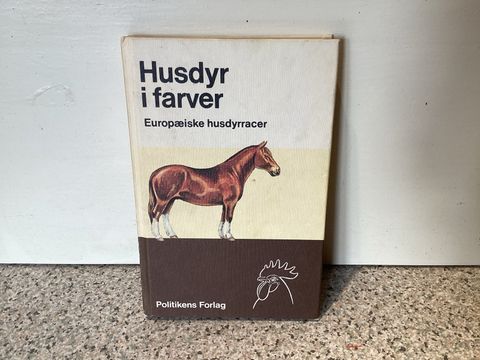 Husdyr
i farver
Europæiske husdyrracer
Politikens Forlag